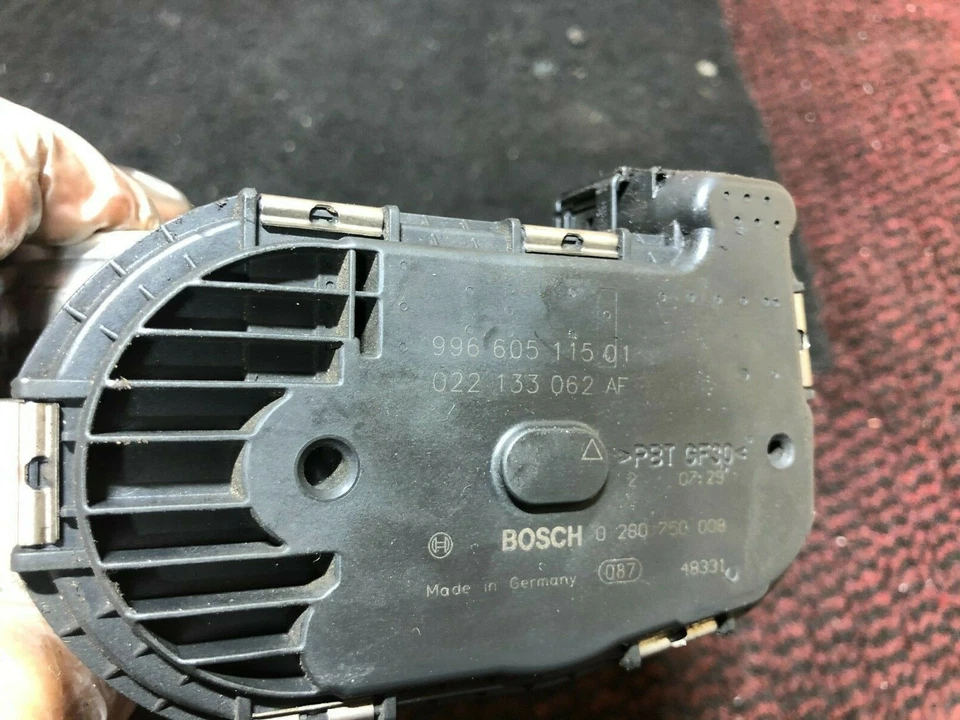 996 605 115 01
022 133 062 AF
>PBT GF30<
2 07:29
BOSCH 0 280 750 009
Made in Germany 087 48331